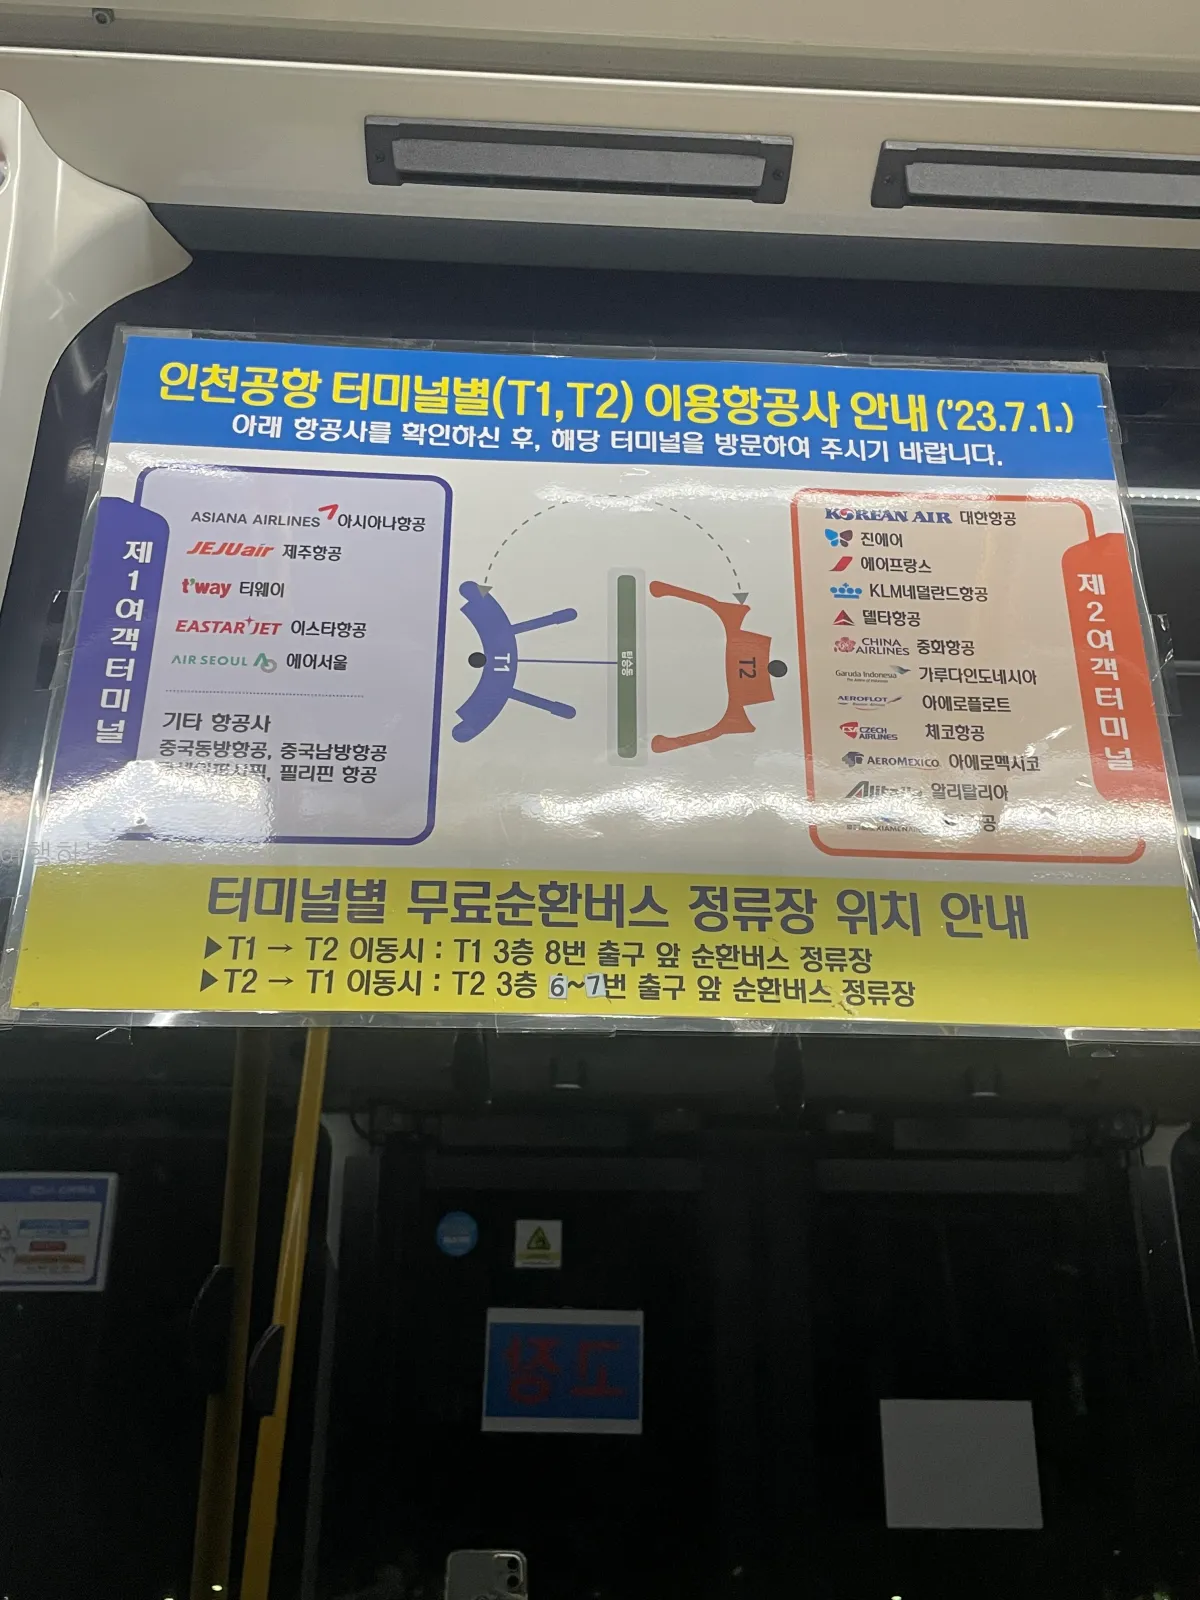 인천공항 터미널별(T1,T2) 이용항공사 안내 ('23.7.1.)
아래 항공사를 확인하신 후, 해당 터미널을 방문하여 주시기 바랍니다.
제1여객터미널
ASIANA AIRLINES 아시아나항공
JEJUair 제주항공
t'way 티웨이
EASTAR JET 이스타항공
AIR SEOUL 에어서울
기타 항공사
중국동방항공, 중국남방항공
필리핀 항공
T1
탑승동
T2
제2여객터미널
KOREAN AIR 대한항공
진에어
에어프랑스
KLM네덜란드항공
델타항공
CHINA AIRLINES 중화항공
Garuda Indonesia 가루다인도네시아
AEROFLOT 아에로플로트
CSA CZECH AIRLINES 체코항공
AEROMEXICO 아에로멕시코
Alitalia 알리탈리아
터미널별 무료순환버스 정류장 위치 안내
▶T1 → T2 이동시 : T1 3층 8번 출구 앞 순환버스 정류장
▶T2 → T1 이동시 : T2 3층 6~7번 출구 앞 순환버스 정류장
고장